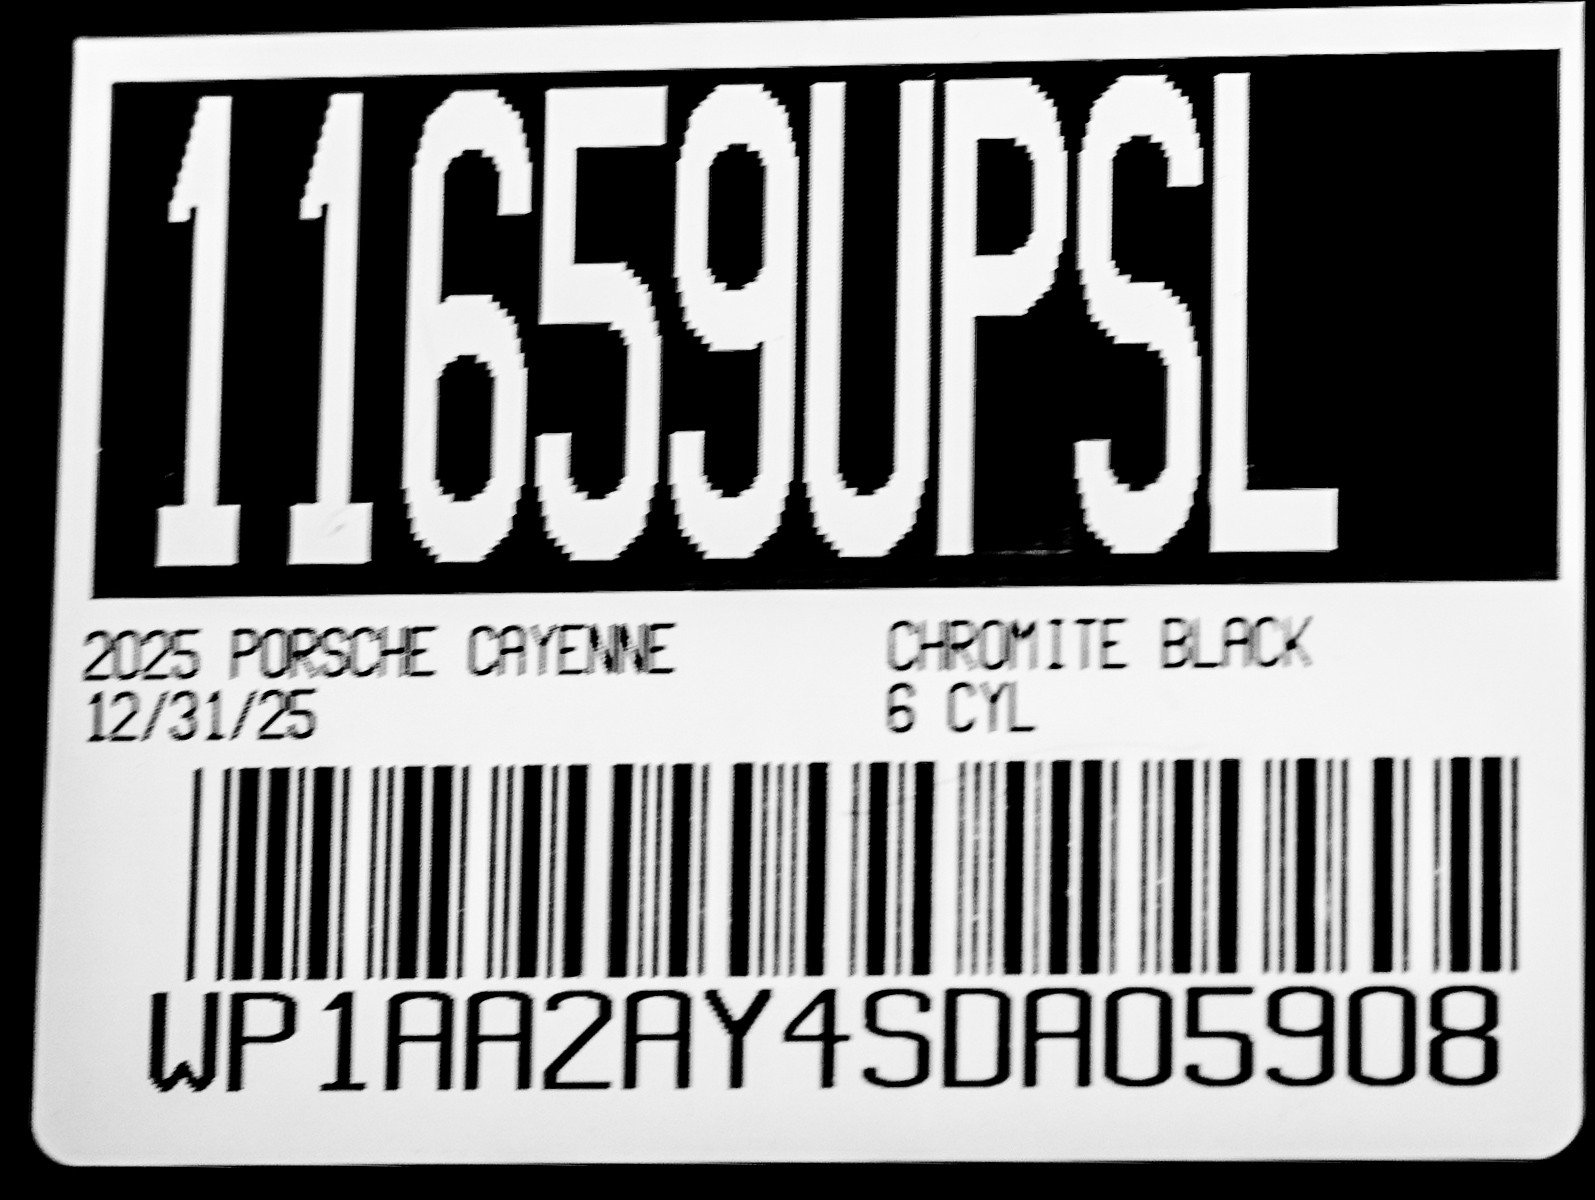 11659UPSL
2025 PORSCHE CAYENNE CHROMITE BLACK
12/31/25 6 CYL
WP1AA2AY4SDA05908